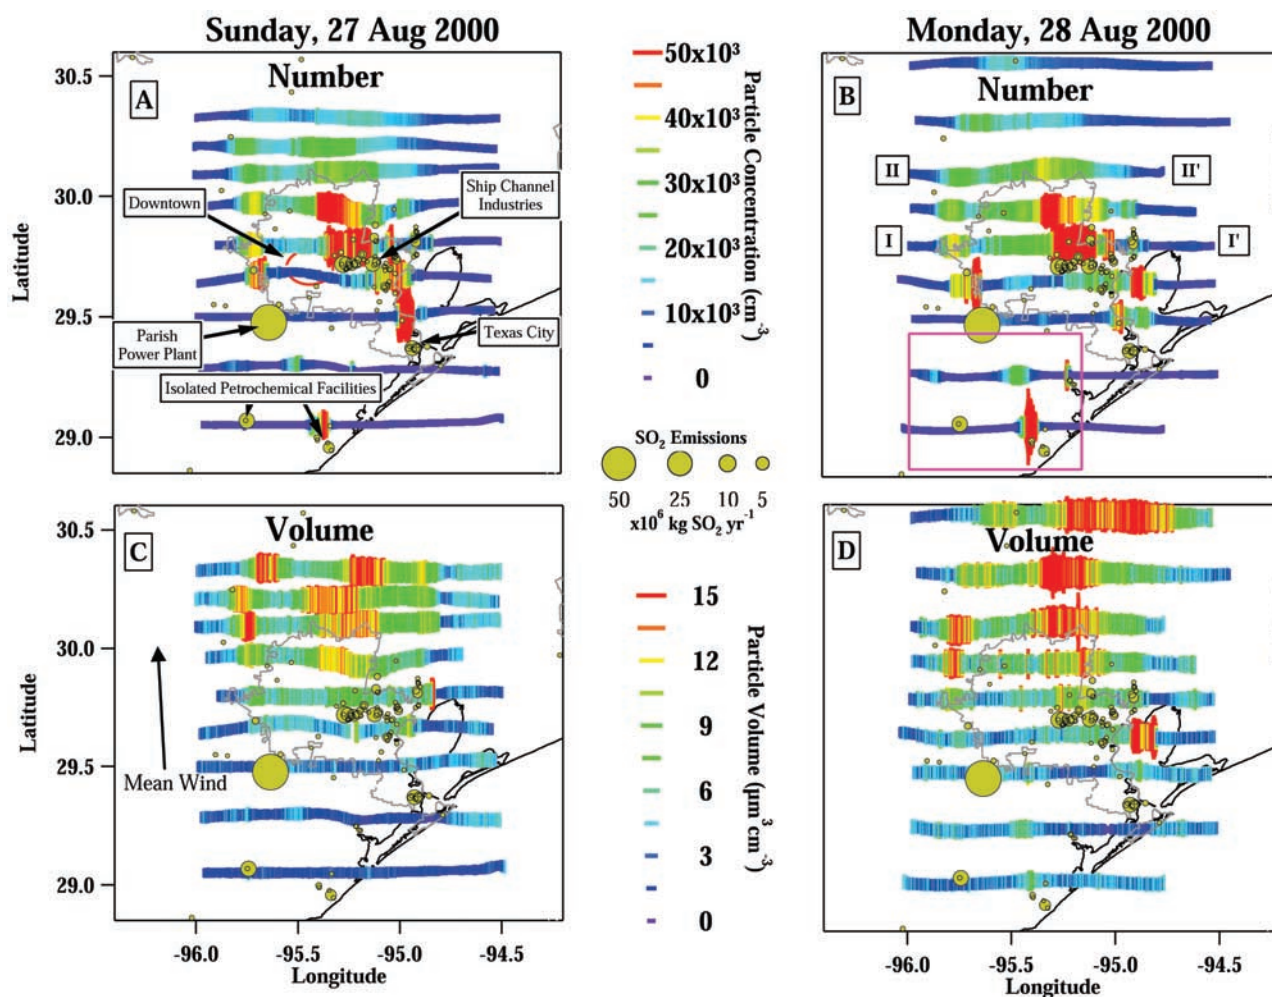 Sunday, 27 Aug 2000
Monday, 28 Aug 2000
Number
A
Downtown
Ship Channel
Industries
Parish
Power Plant
Texas City
Isolated Petrochemical Facilities
Latitude
30.5
30.0
29.5
29.0
50x10³
40x10³
30x10³
20x10³
10x10³
0
Particle Concentration (cm⁻³)
Number
B
II
II'
I
I'
SO₂ Emissions
50
25
10
5
x10⁶ kg SO₂ yr⁻¹
Volume
C
Mean Wind
Latitude
30.5
30.0
29.5
29.0
-96.0
-95.5
-95.0
-94.5
Longitude
15
12
9
6
3
0
Particle Volume (μm³ cm⁻³)
D
Volume
-96.0
-95.5
-95.0
-94.5
Longitude